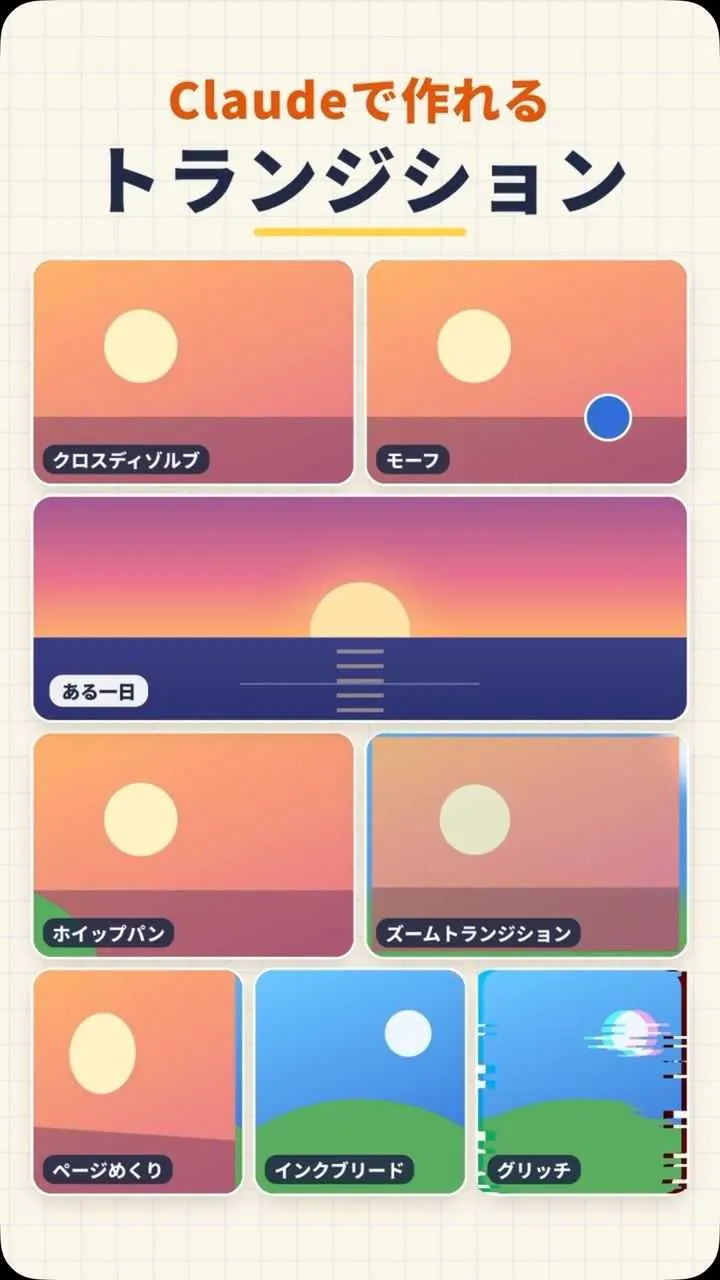 Claudeで作れる
トランジション
クロスディゾルブ
モーフ
ある一日
ホイップパン
ズームトランジション
ページめくり
インクブリード
グリッチ